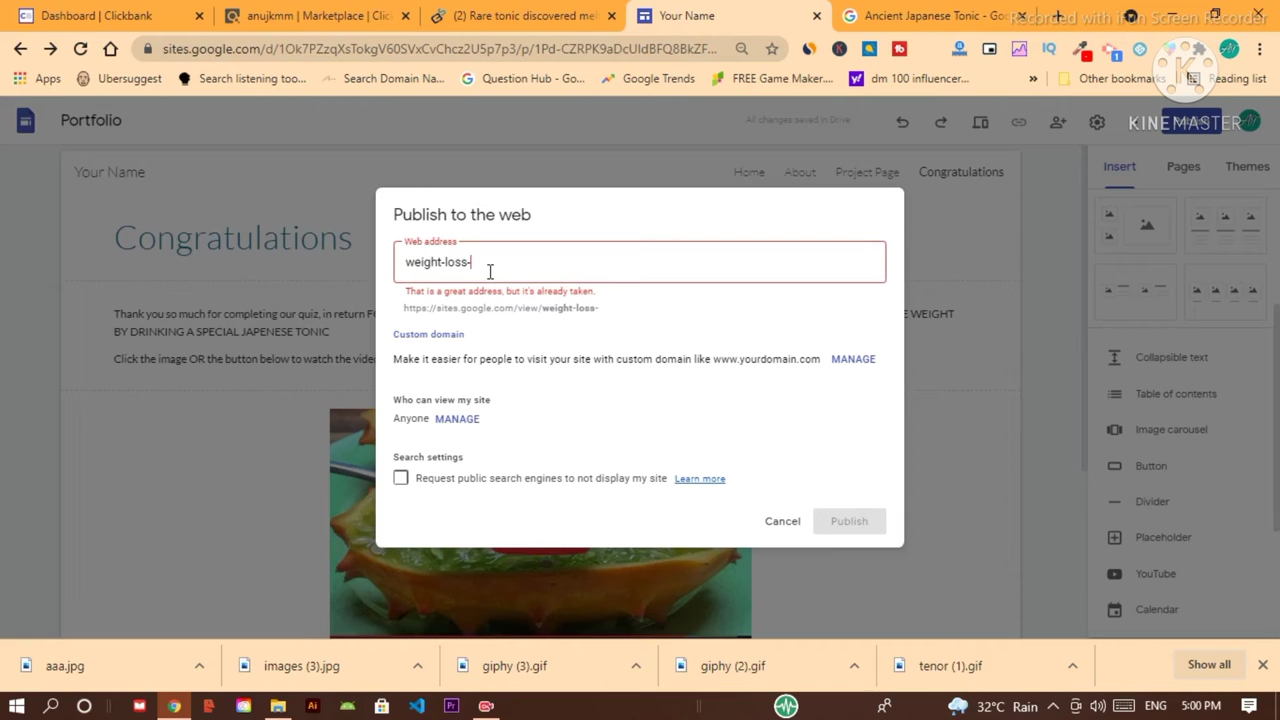 Dashboard | Clickbank
anujkmm | Marketplace | Clic
(2) Rare tonic discovered mel
Your Name
Ancient Japanese Tonic - Goo
Recorded with iFun Screen Recorder
sites.google.com/d/1Ok7PZzqXsTokgV60SVxCvChcz2U5p7p3/p/1Pd-CZRPK9aDcUIdBFQ8BkZF...
Apps
Ubersuggest
Search listening too...
Search Domain Na...
Question Hub - Go...
Google Trends
FREE Game Maker,...
dm 100 influencer...
»
Other bookmarks
Reading list
KINEMASTER
Portfolio
All changes saved in Drive
Your Name
Home
About
Project Page
Congratulations
Insert
Pages
Themes
Congratulations
Thank you so much for completing our quiz, in return F
E WEIGHT
BY DRINKING A SPECIAL JAPENESE TONIC
Click the image OR the button below to watch the video
Publish to the web
Web address
weight-loss-
That is a great address, but it's already taken.
https://sites.google.com/view/weight-loss-
Custom domain
Make it easier for people to visit your site with custom domain like www.yourdomain.com
MANAGE
Who can view my site
Anyone MANAGE
Search settings
Request public search engines to not display my site Learn more
Cancel
Publish
Collapsible text
Table of contents
Image carousel
Button
Divider
Placeholder
YouTube
Calendar
aaa.jpg
images (3).jpg
giphy (3).gif
giphy (2).gif
tenor (1).gif
Show all
32°C Rain
ENG
5:00 PM